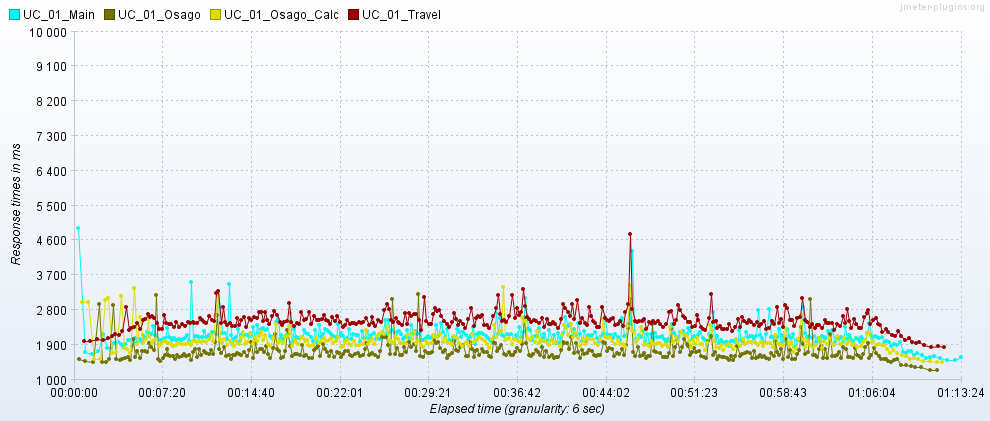 UC_01_Main UC_01_Osago UC_01_Osago_Calc UC_01_Travel
jmeter-plugins.org
10 000
9 100
8 200
7 300
6 400
5 500
4 600
3 700
2 800
1 900
1 000
Response times in ms
00:00:00 00:07:20 00:14:40 00:22:01 00:29:21 00:36:42 00:44:02 00:51:23 00:58:43 01:06:04 01:13:24
Elapsed time (granularity: 6 sec)